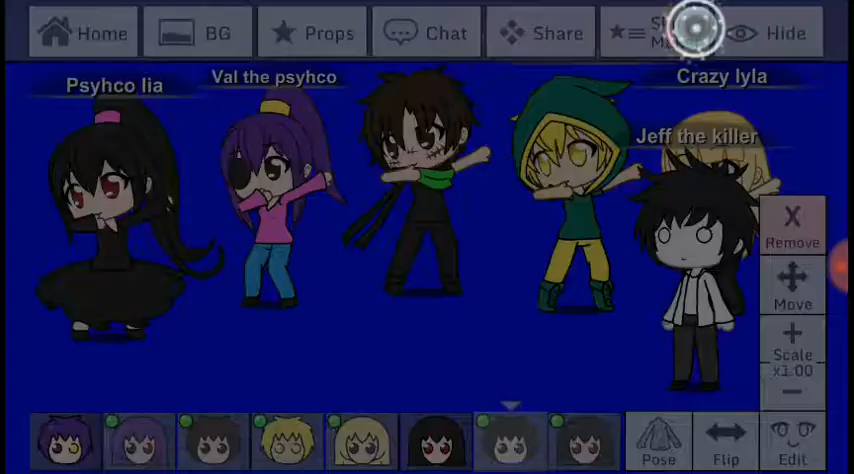 Home
BG
Props
Chat
Share
Hide
Psyhco lia
Val the psyhco
Crazy lyla
Jeff the killer
X
Remove
Move
Scale
x1.00
Pose
Flip
Edit